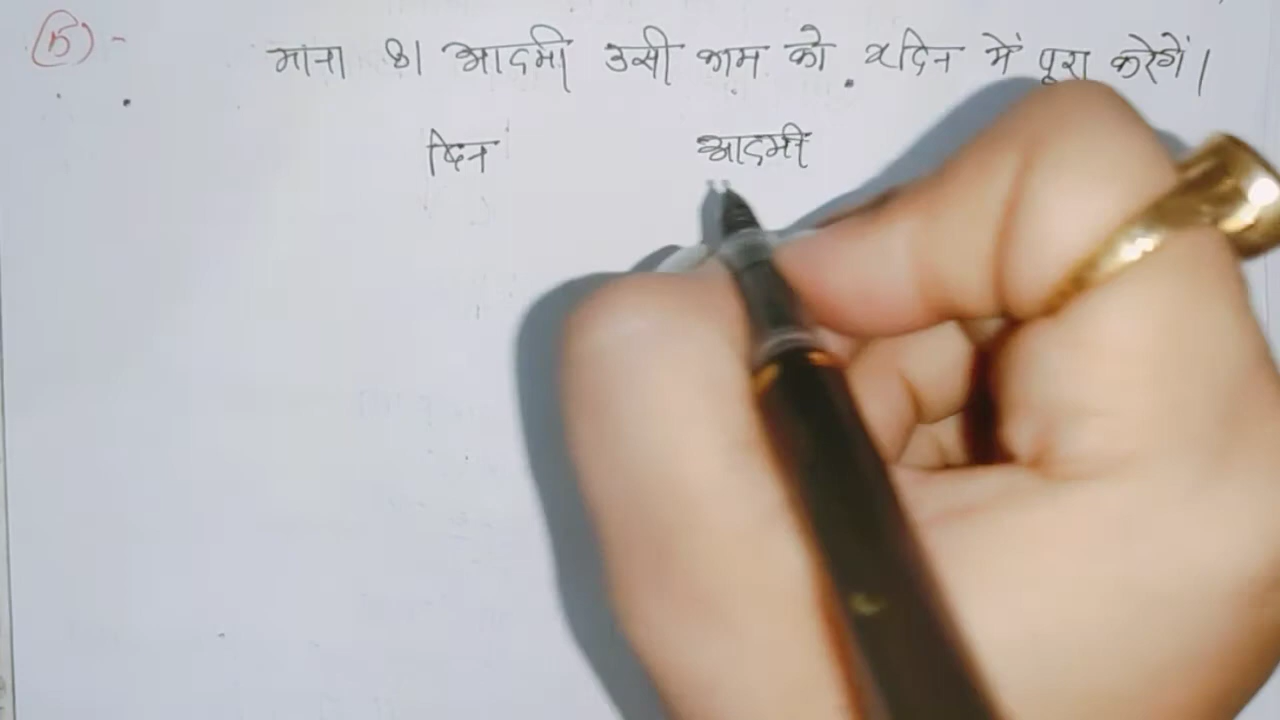 (5) -
माना 81 आदमी उसी काम को x दिन में पूरा करेगें।
दिन आदमी